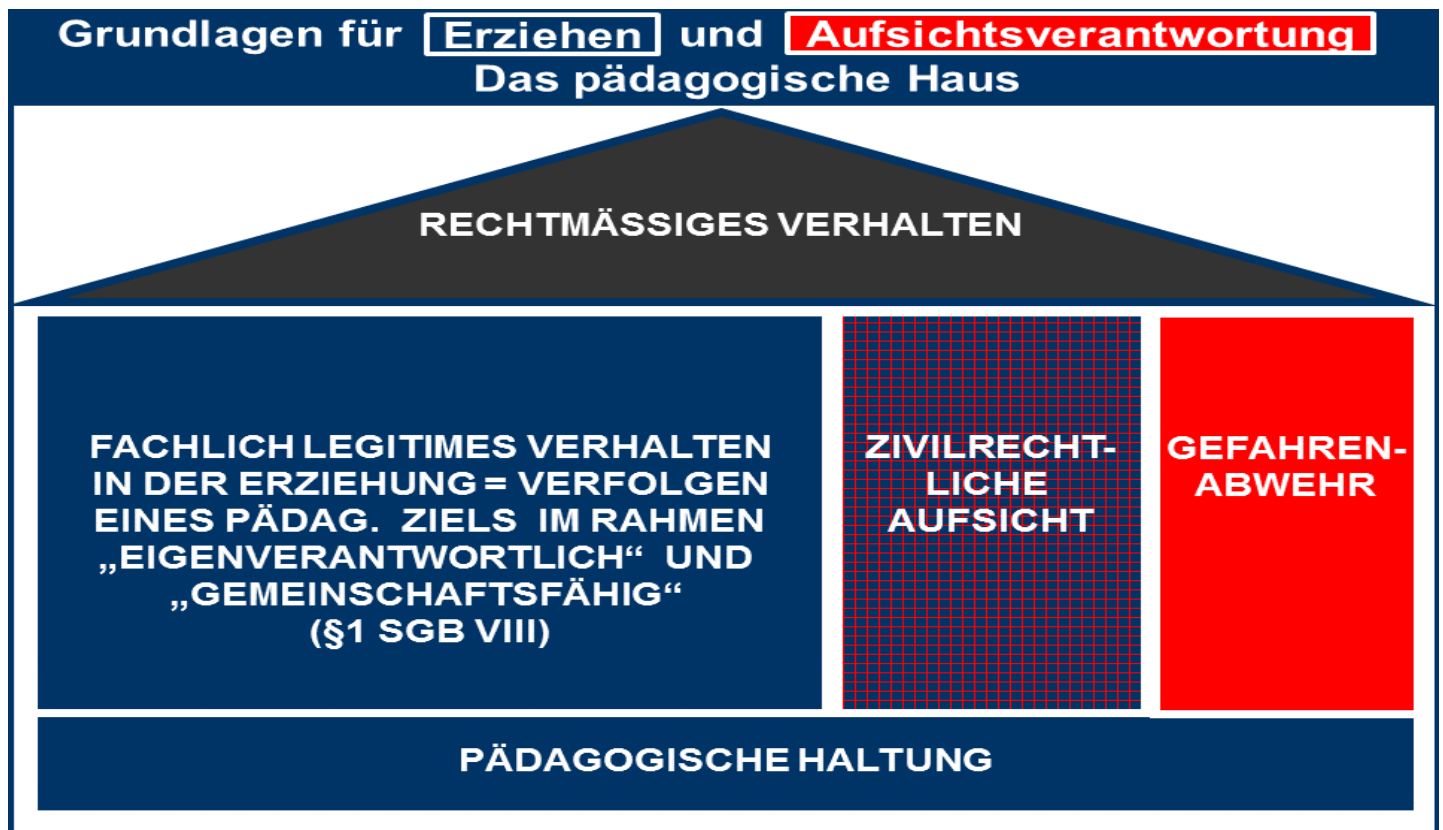 Grundlagen für Erziehen und Aufsichtsverantwortung
Das pädagogische Haus
RECHTMÄSSIGES VERHALTEN
FACHLICH LEGITIMES VERHALTEN
IN DER ERZIEHUNG = VERFOLGEN
EINES PÄDAG. ZIELS IM RAHMEN
„EIGENVERANTWORTLICH“ UND
„GEMEINSCHAFTSFÄHIG“
(§1 SGB VIII)
ZIVILRECHT-
LICHE
AUFSICHT
GEFAHREN-
ABWEHR
PÄDAGOGISCHE HALTUNG